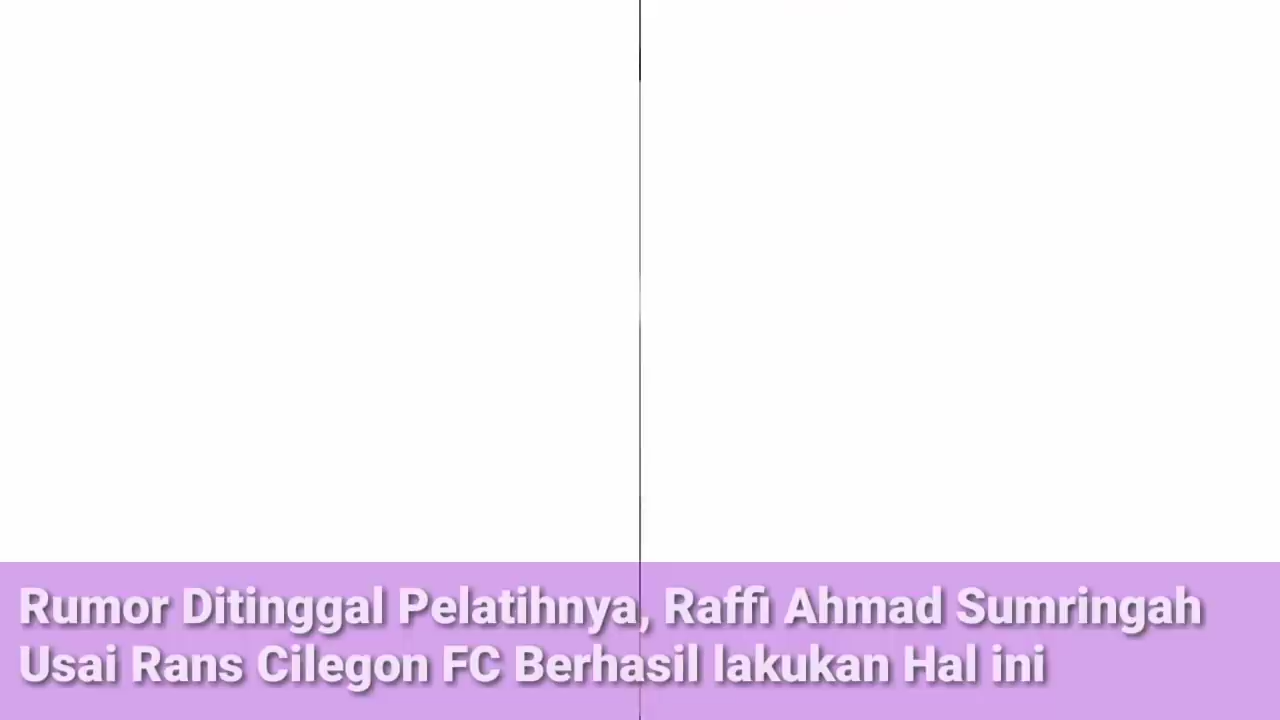 Rumor Ditinggal Pelatihnya, Raffi Ahmad Sumringah
Usai Rans Cilegon FC Berhasil lakukan Hal ini